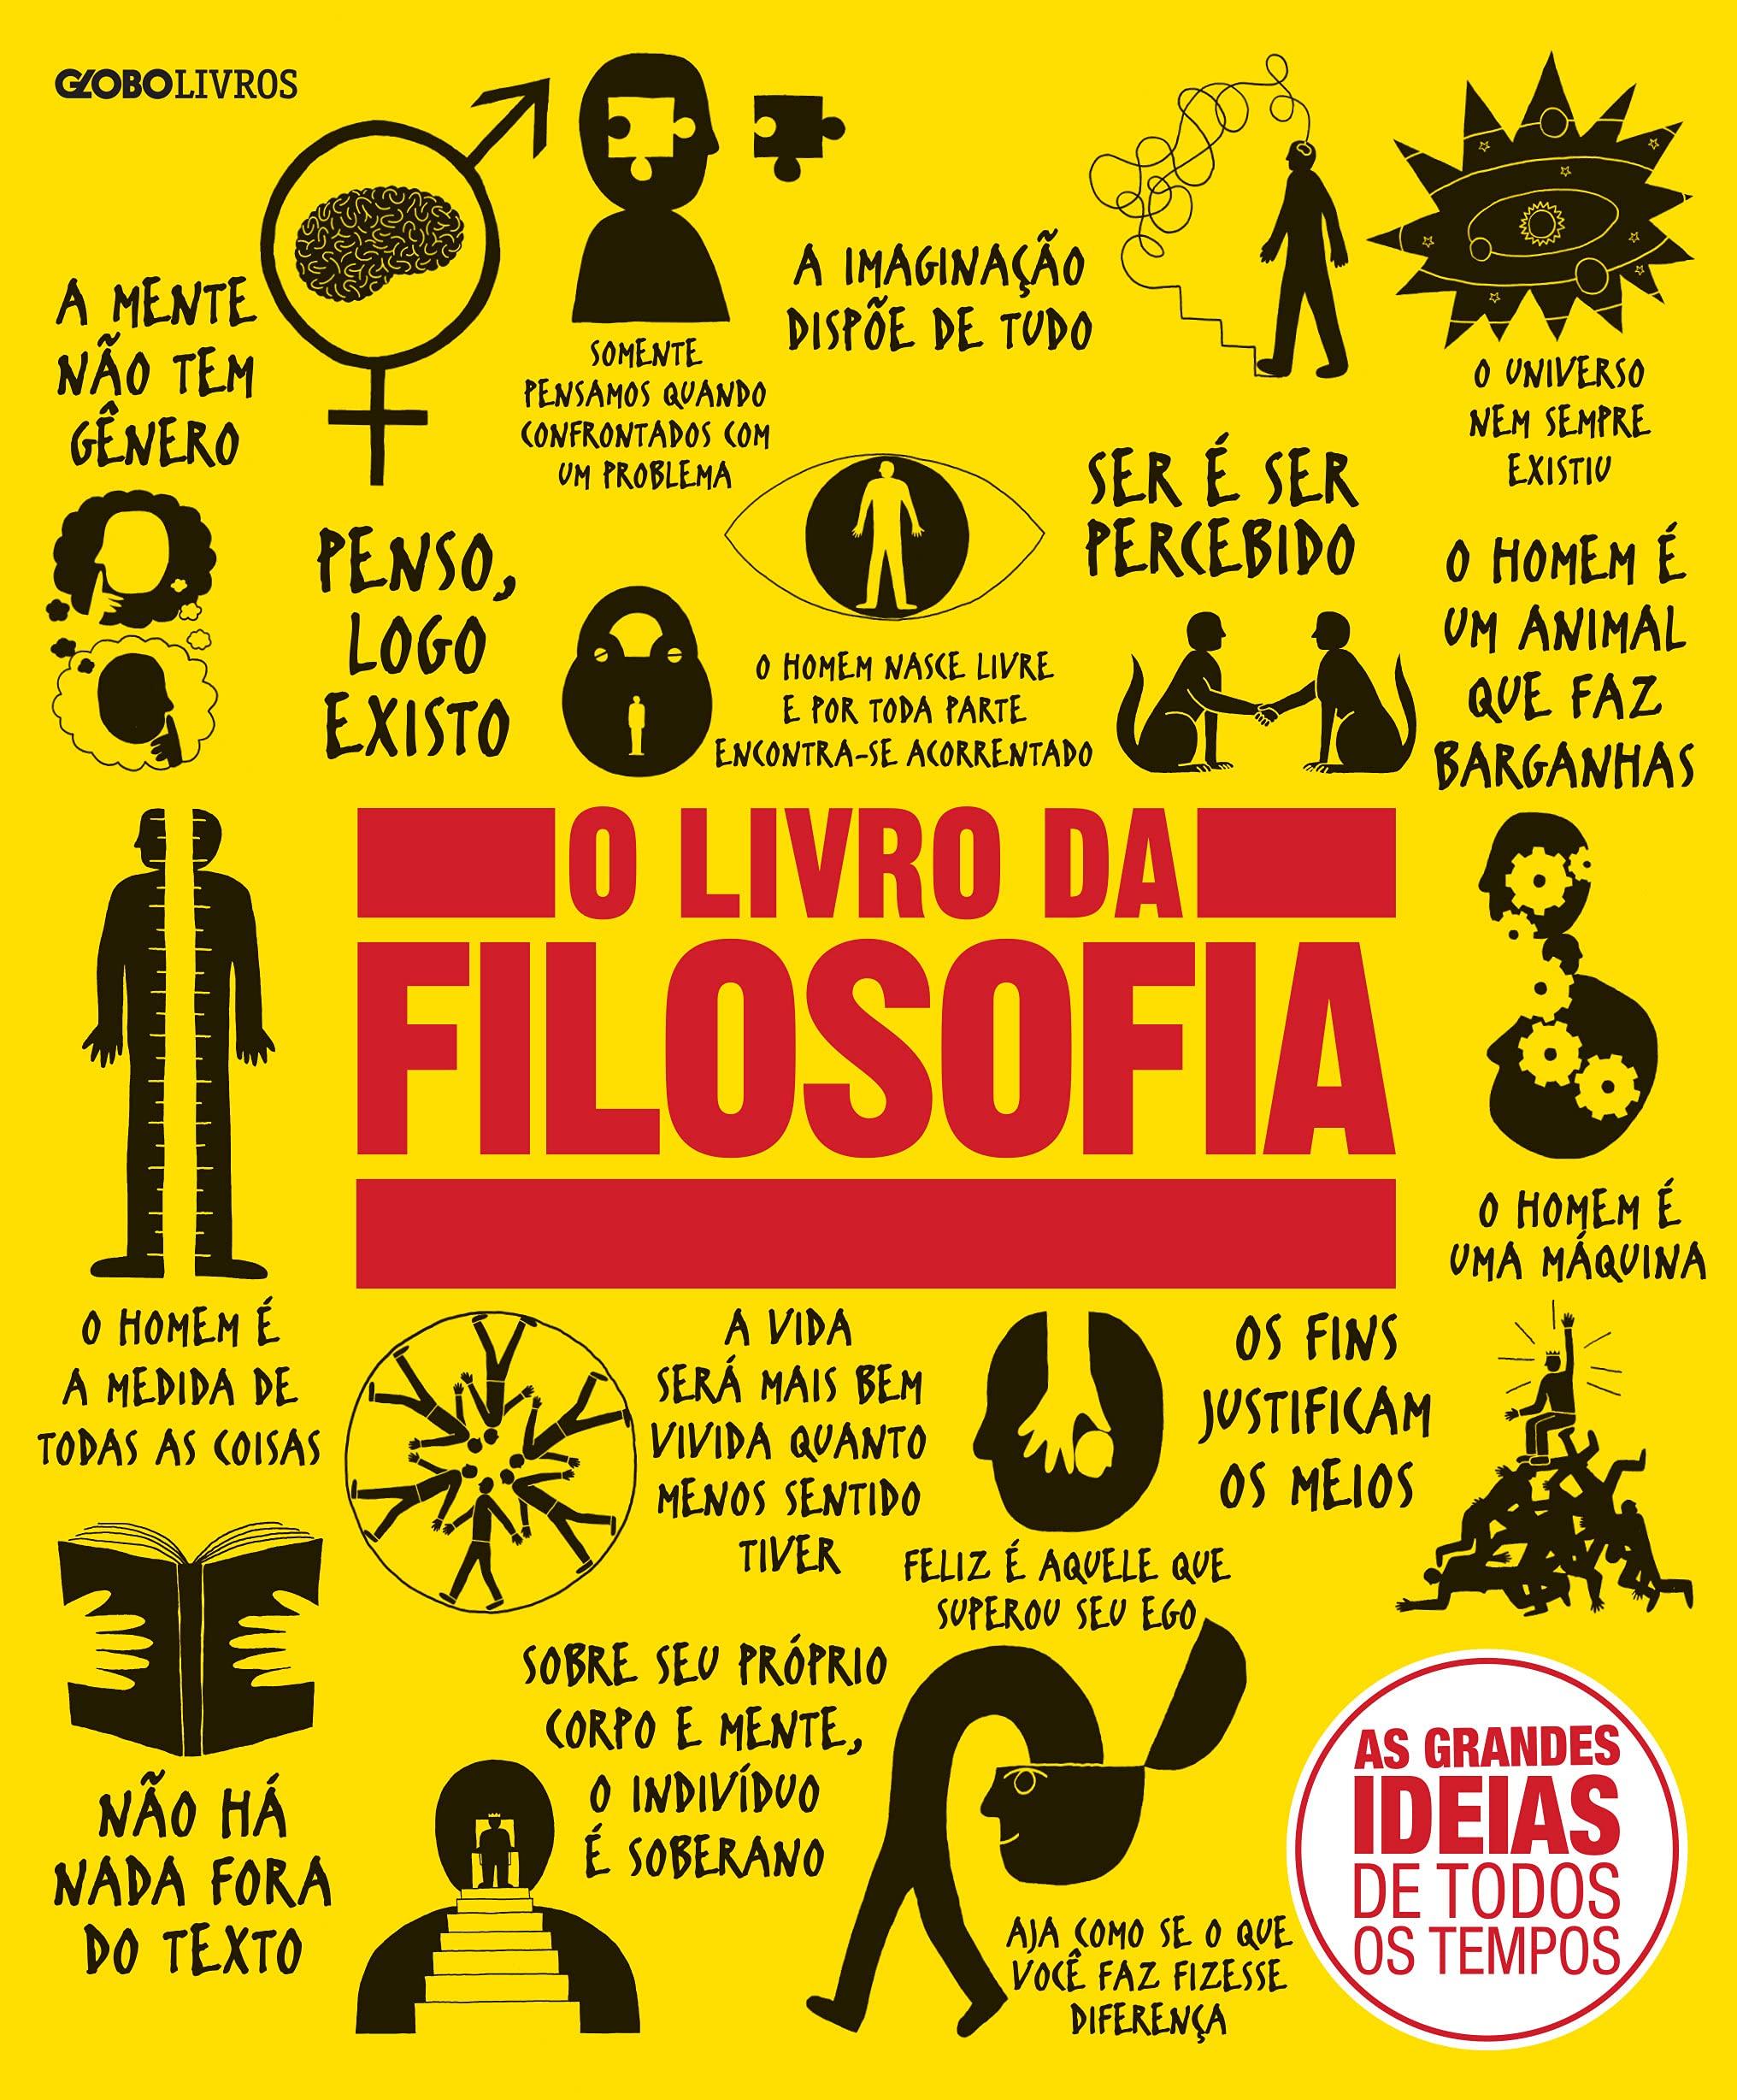 GLOBOLIVROS
A MENTE
NÃO TEM
GÊNERO
SOMENTE
PENSAMOS QUANDO
CONFRONTADOS COM
UM PROBLEMA
A IMAGINAÇÃO
DISPÕE DE TUDO
O UNIVERSO
NEM SEMPRE
EXISTIU
PENSO,
LOGO
EXISTO
SER É SER
PERCEBIDO
O HOMEM NASCE LIVRE
E POR TODA PARTE
ENCONTRA-SE ACORRENTADO
O HOMEM É
UM ANIMAL
QUE FAZ
BARGANHAS
O LIVRO DA
FILOSOFIA
O HOMEM É
UMA MÁQUINA
O HOMEM É
A MEDIDA DE
TODAS AS COISAS
A VIDA
SERÁ MAIS BEM
VIVIDA QUANTO
MENOS SENTIDO
TIVER
OS FINS
JUSTIFICAM
OS MEIOS
FELIZ É AQUELE QUE
SUPEROU SEU EGO
SOBRE SEU PRÓPRIO
CORPO E MENTE,
O INDIVÍDUO
É SOBERANO
NÃO HÁ
NADA FORA
DO TEXTO
AJA COMO SE O QUE
VOCÊ FAZ FIZESSE
DIFERENÇA
AS GRANDES
IDEIAS
DE TODOS
OS TEMPOS